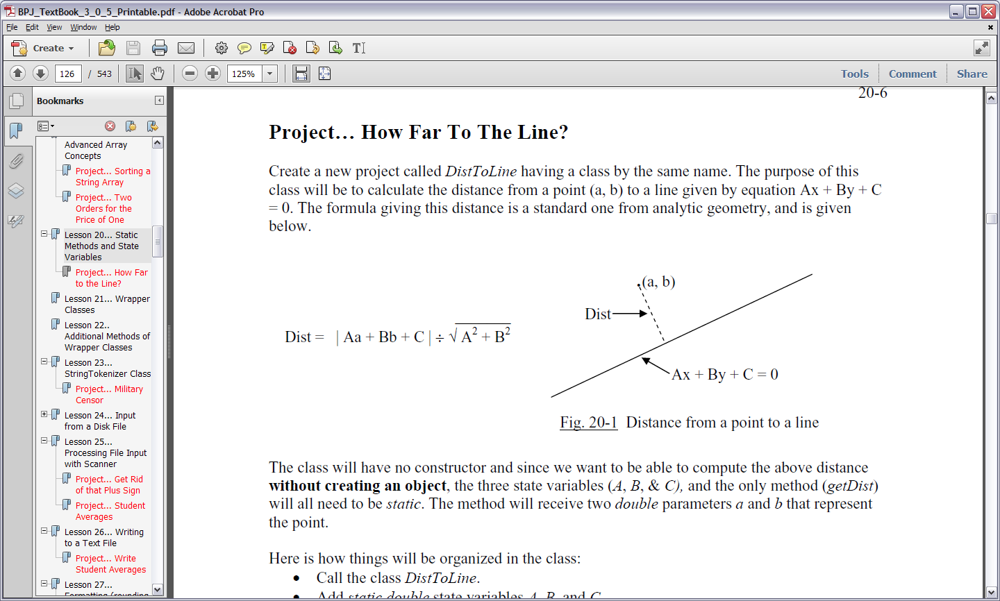 BPJ_TextBook_3_0_5_Printable.pdf - Adobe Acrobat Pro
File Edit View Window Help
Create
126 / 543 125% Tools Comment Share
Bookmarks
Advanced Array
Concepts
Project... Sorting a
String Array
Project... Two
Orders for the
Price of One
Lesson 20... Static
Methods and State
Variables
Project... How Far
to the Line?
Lesson 21... Wrapper
Classes
Lesson 22..
Additional Methods of
Wrapper Classes
Lesson 23...
StringTokenizer Class
Project... Military
Censor
Lesson 24... Input
from a Disk File
Lesson 25...
Processing File Input
with Scanner
Project... Get Rid
of that Plus Sign
Project... Student
Averages
Lesson 26... Writing
to a Text File
Project... Write
Student Averages
Lesson 27...
Formatting (rounding
20-6
Project… How Far To The Line?
Create a new project called DistToLine having a class by the same name. The purpose of this
class will be to calculate the distance from a point (a, b) to a line given by equation Ax + By + C
= 0. The formula giving this distance is a standard one from analytic geometry, and is given
below.
(a, b)
Dist
Dist = | Aa + Bb + C | ÷ √ A² + B²
Ax + By + C = 0
Fig. 20-1 Distance from a point to a line
The class will have no constructor and since we want to be able to compute the above distance
without creating an object, the three state variables (A, B, & C), and the only method (getDist)
will all need to be static. The method will receive two double parameters a and b that represent
the point.
Here is how things will be organized in the class:
• Call the class DistToLine.
• Add static double state variables A, B, and C.